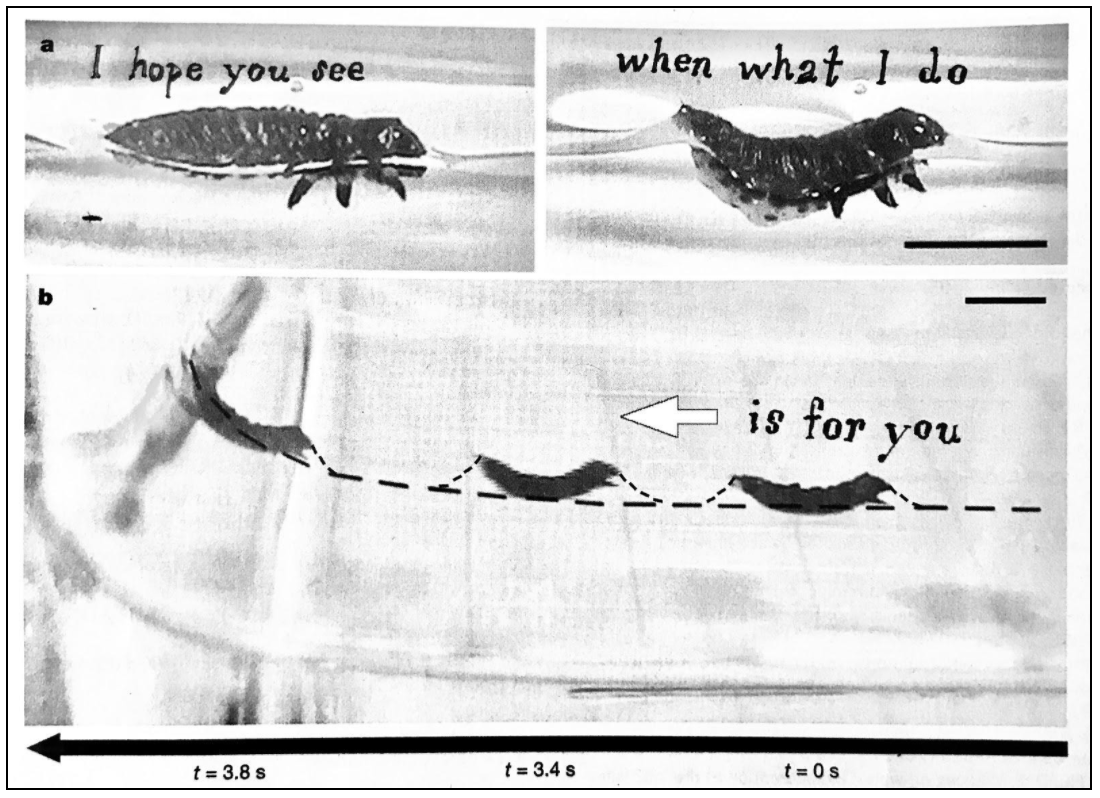 a
I hope you see
when what I do
b
is for you
t = 3.8 s
t = 3.4 s
t = 0 s